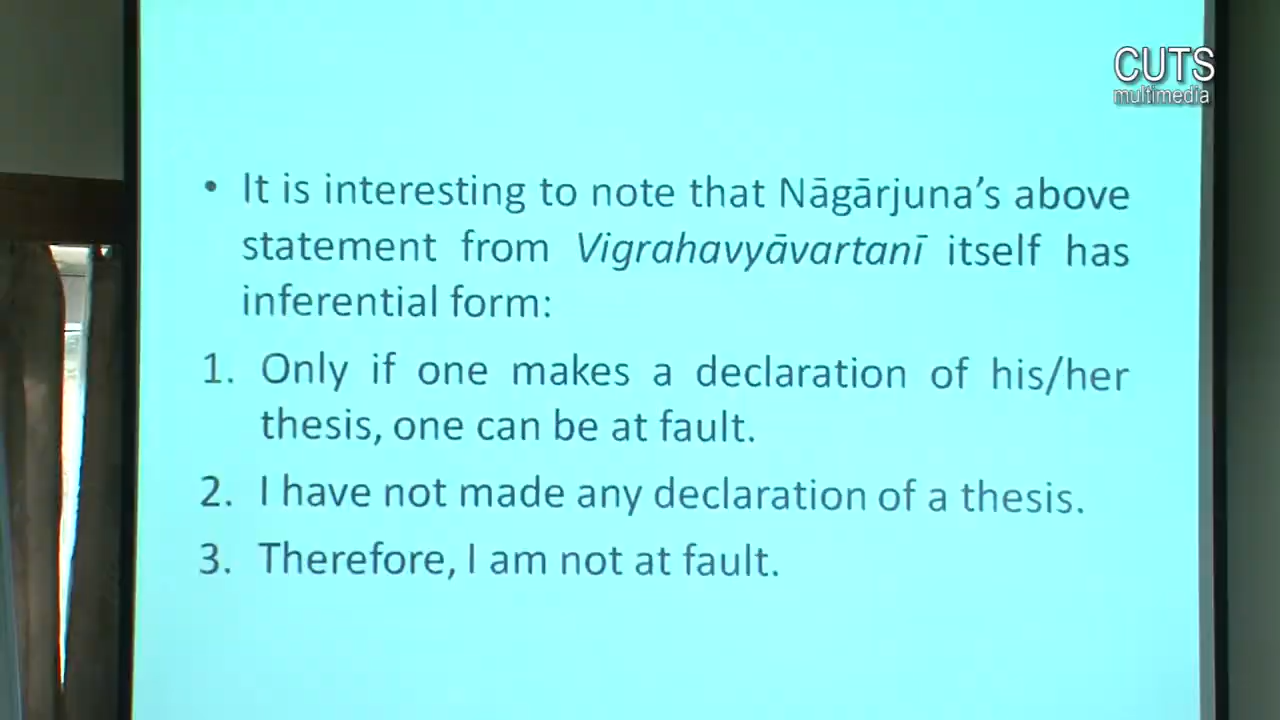 CUTS
multimedia
• It is interesting to note that Nāgārjuna's above
statement from Vigrahavyāvartanī itself has
inferential form:
1. Only if one makes a declaration of his/her
thesis, one can be at fault.
2. I have not made any declaration of a thesis.
3. Therefore, I am not at fault.